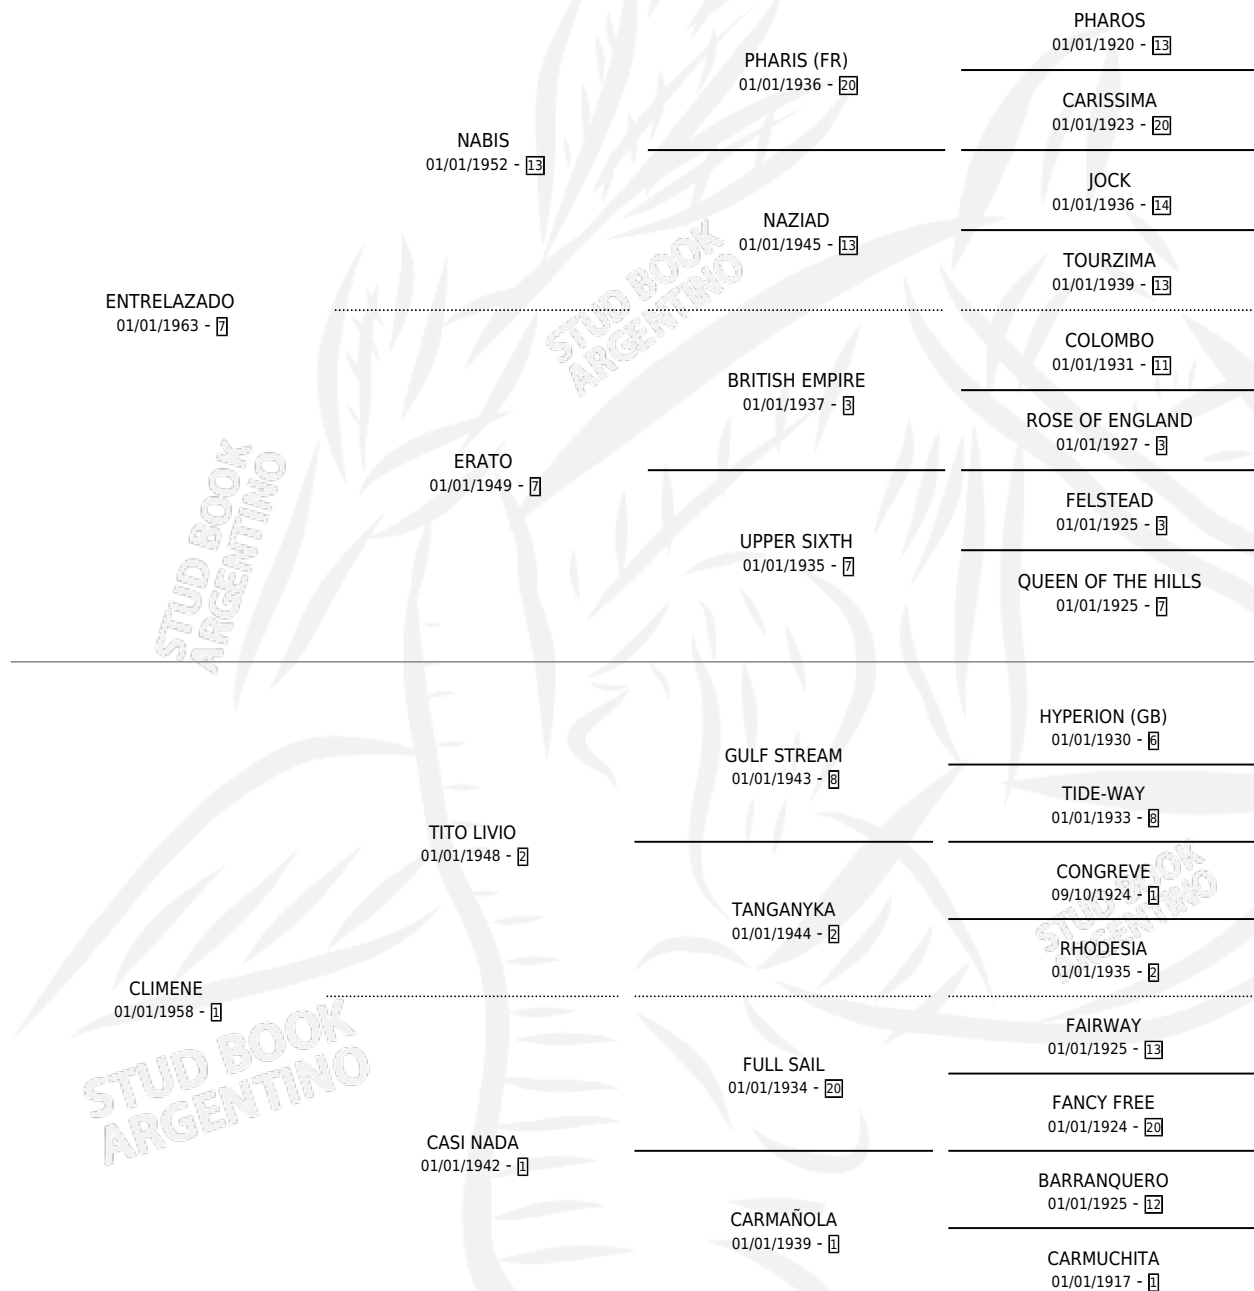 PHAROS
01/01/1920 - 13
PHARIS (FR)
01/01/1936 - 20
CARISSIMA
01/01/1923 - 20
NABIS
01/01/1952 - 13
JOCK
01/01/1936 - 14
NAZIAD
01/01/1945 - 13
TOURZIMA
01/01/1939 - 13
ENTRELAZADO
01/01/1963 - 7
COLOMBO
01/01/1931 - 11
BRITISH EMPIRE
01/01/1937 - 3
ROSE OF ENGLAND
01/01/1927 - 3
ERATO
01/01/1949 - 7
FELSTEAD
01/01/1925 - 3
UPPER SIXTH
01/01/1935 - 7
QUEEN OF THE HILLS
01/01/1925 - 7
HYPERION (GB)
01/01/1930 - 6
GULF STREAM
01/01/1943 - 8
TIDE-WAY
01/01/1933 - 8
TITO LIVIO
01/01/1948 - 2
CONGREVE
09/10/1924 - 1
TANGANYKA
01/01/1944 - 2
RHODESIA
01/01/1935 - 2
CLIMENE
01/01/1958 - 1
FAIRWAY
01/01/1925 - 13
FULL SAIL
01/01/1934 - 20
FANCY FREE
01/01/1924 - 20
CASI NADA
01/01/1942 - 1
BARRANQUERO
01/01/1925 - 12
CARMAÑOLA
01/01/1939 - 1
CARMUCHITA
01/01/1917 - 1
STUD BOOK
ARGENTINO
STUD BOOK
ARGENTINO
STUD BOOK
ARGENTINO
STUD BOOK
ARGENTINO